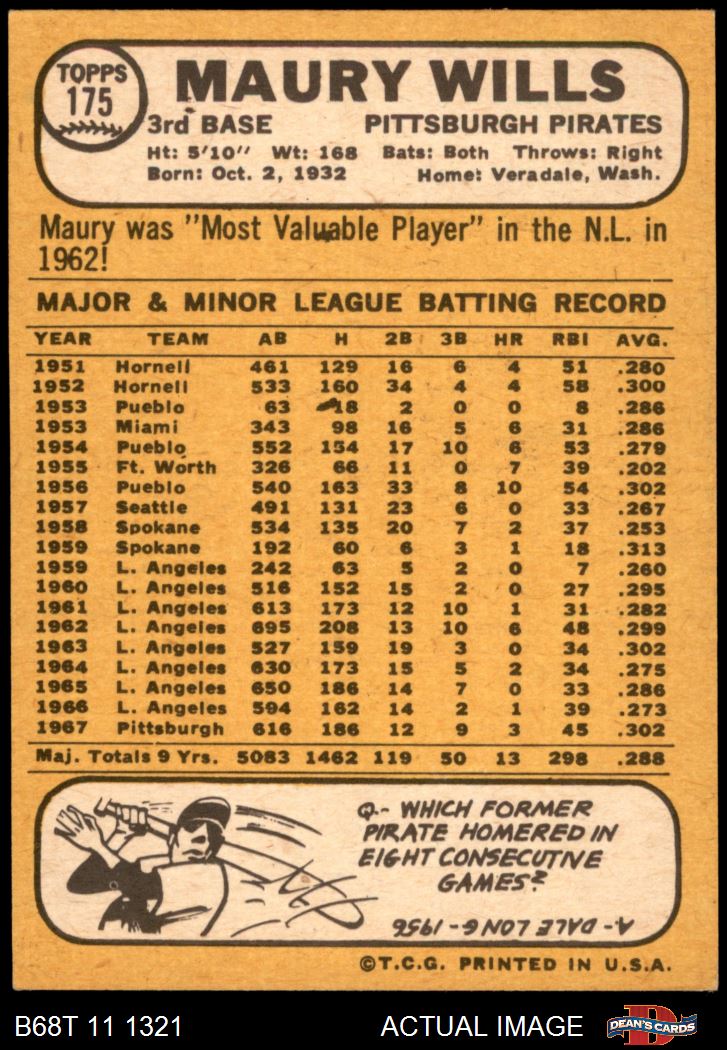 TOPPS
175
MAURY WILLS
3rd BASE PITTSBURGH PIRATES
Ht: 5'10" Wt: 168 Bats: Both Throws: Right
Born: Oct. 2, 1932 Home: Veradale, Wash.
Maury was "Most Valuable Player" in the N.L. in
1962!
MAJOR & MINOR LEAGUE BATTING RECORD
YEAR TEAM AB H 2B 3B HR RBI AVG.
1951 Hornell 461 129 16 6 4 51 .280
1952 Hornell 533 160 34 4 4 58 .300
1953 Pueblo 63 18 2 0 0 8 .286
1953 Miami 343 98 16 5 6 31 .286
1954 Pueblo 552 154 17 10 6 53 .279
1955 Ft. Worth 326 66 11 0 7 39 .202
1956 Pueblo 540 163 33 8 10 54 .302
1957 Seattle 491 131 23 6 0 33 .267
1958 Spokane 534 135 20 7 2 37 .253
1959 Spokane 192 60 6 3 1 18 .313
1959 L. Angeles 242 63 5 2 0 7 .260
1960 L. Angeles 516 152 15 2 0 27 .295
1961 L. Angeles 613 173 12 10 1 31 .282
1962 L. Angeles 695 208 13 10 6 48 .299
1963 L. Angeles 527 159 19 3 0 34 .302
1964 L. Angeles 630 173 15 5 2 34 .275
1965 L. Angeles 650 186 14 7 0 33 .286
1966 L. Angeles 594 162 14 2 1 39 .273
1967 Pittsburgh 616 186 12 9 3 45 .302
Maj. Totals 9 Yrs. 5083 1462 119 50 13 298 .288
Q.- WHICH FORMER
PIRATE HOMERED IN
EIGHT CONSECUTIVE
GAMES?
A- DALE LONG - 1956
©T.C.G. PRINTED IN U.S.A.
B68T 11 1321 ACTUAL IMAGE DEAN'S CARDS